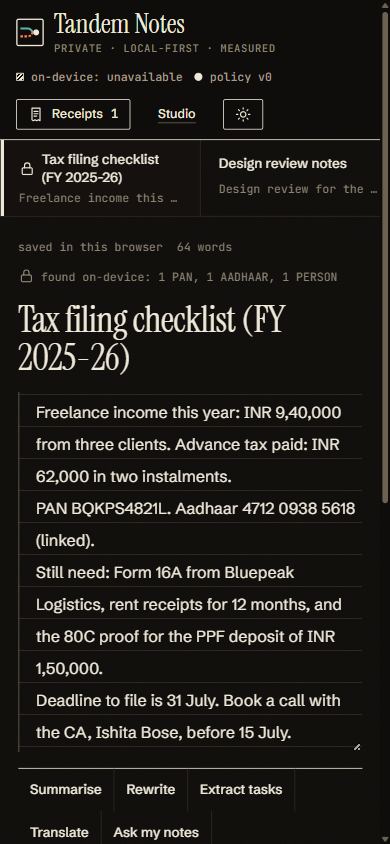 Tandem Notes
PRIVATE · LOCAL-FIRST · MEASURED
on-device: unavailable policy v0
Receipts 1 Studio
Tax filing checklist
(FY 2025-26)
Freelance income this …
Design review notes
Design review for the …
saved in this browser 64 words
found on-device: 1 PAN, 1 AADHAAR, 1 PERSON
Tax filing checklist (FY
2025-26)
Freelance income this year: INR 9,40,000
from three clients. Advance tax paid: INR
62,000 in two instalments.
PAN BQKPS4821L. Aadhaar 4712 0938 5618
(linked).
Still need: Form 16A from Bluepeak
Logistics, rent receipts for 12 months, and
the 80C proof for the PPF deposit of INR
1,50,000.
Deadline to file is 31 July. Book a call with
the CA, Ishita Bose, before 15 July.
Summarise Rewrite Extract tasks
Translate Ask my notes